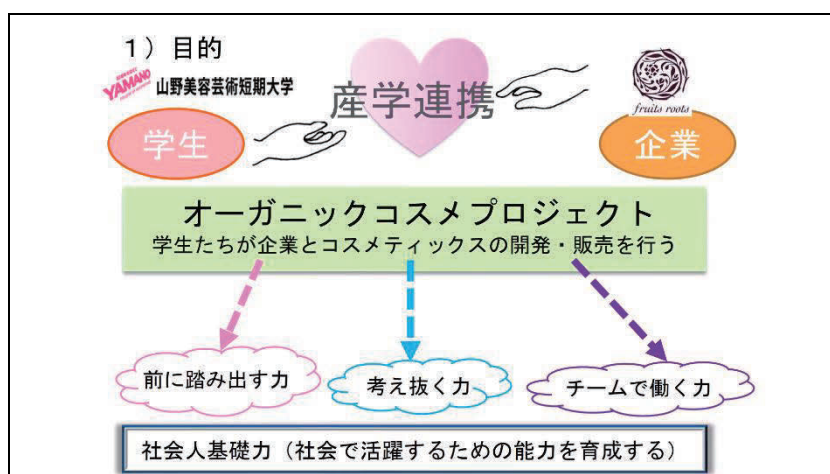 1）目的
YAMANO 山野美容芸術短期大学
産学連携
fruits roots
学生
企業
オーガニックコスメプロジェクト
学生たちが企業とコスメティックスの開発・販売を行う
前に踏み出す力
考え抜く力
チームで働く力
社会人基礎力（社会で活躍するための能力を育成する）